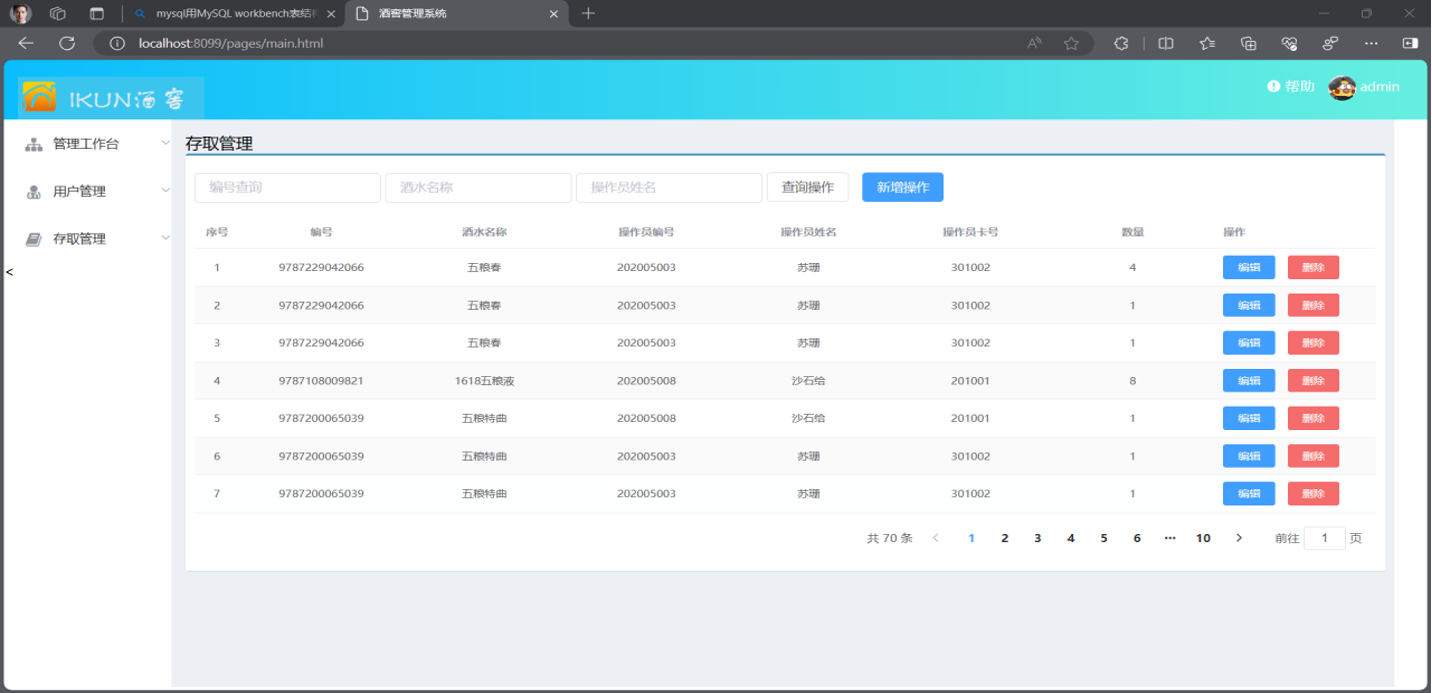 mysql用MySQL workbench表结
酒窖管理系统
localhost:8099/pages/main.html
IKUN酒窖
帮助
admin
管理工作台
用户管理
存取管理
<
存取管理
编号查询 酒水名称 操作员姓名 查询操作 新增操作
序号 编号 酒水名称 操作员编号 操作员姓名 操作员卡号 数量 操作
1 9787229042066 五粮春 202005003 苏珊 301002 4 编辑 删除
2 9787229042066 五粮春 202005003 苏珊 301002 1 编辑 删除
3 9787229042066 五粮春 202005003 苏珊 301002 1 编辑 删除
4 9787108009821 1618五粮液 202005008 沙石给 201001 8 编辑 删除
5 9787200065039 五粮特曲 202005008 沙石给 201001 1 编辑 删除
6 9787200065039 五粮特曲 202005003 苏珊 301002 1 编辑 删除
7 9787200065039 五粮特曲 202005003 苏珊 301002 1 编辑 删除
共 70 条 < 1 2 3 4 5 6 ... 10 > 前往 1 页